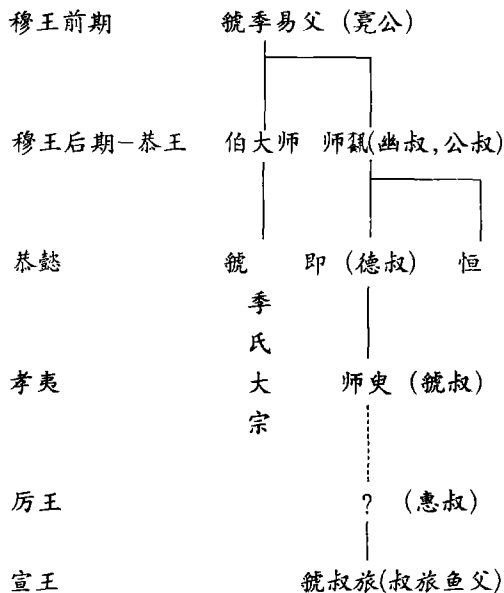 穆王前期 虢季易父 (寛公)
穆王后期-恭王 伯大师 师(幽叔,公叔)
恭懿 虢季氏大宗 即 (德叔) 恒
孝夷 师臾 (虢叔)
厉王 ? (惠叔)
宣王 虢叔旅(叔旅鱼父)